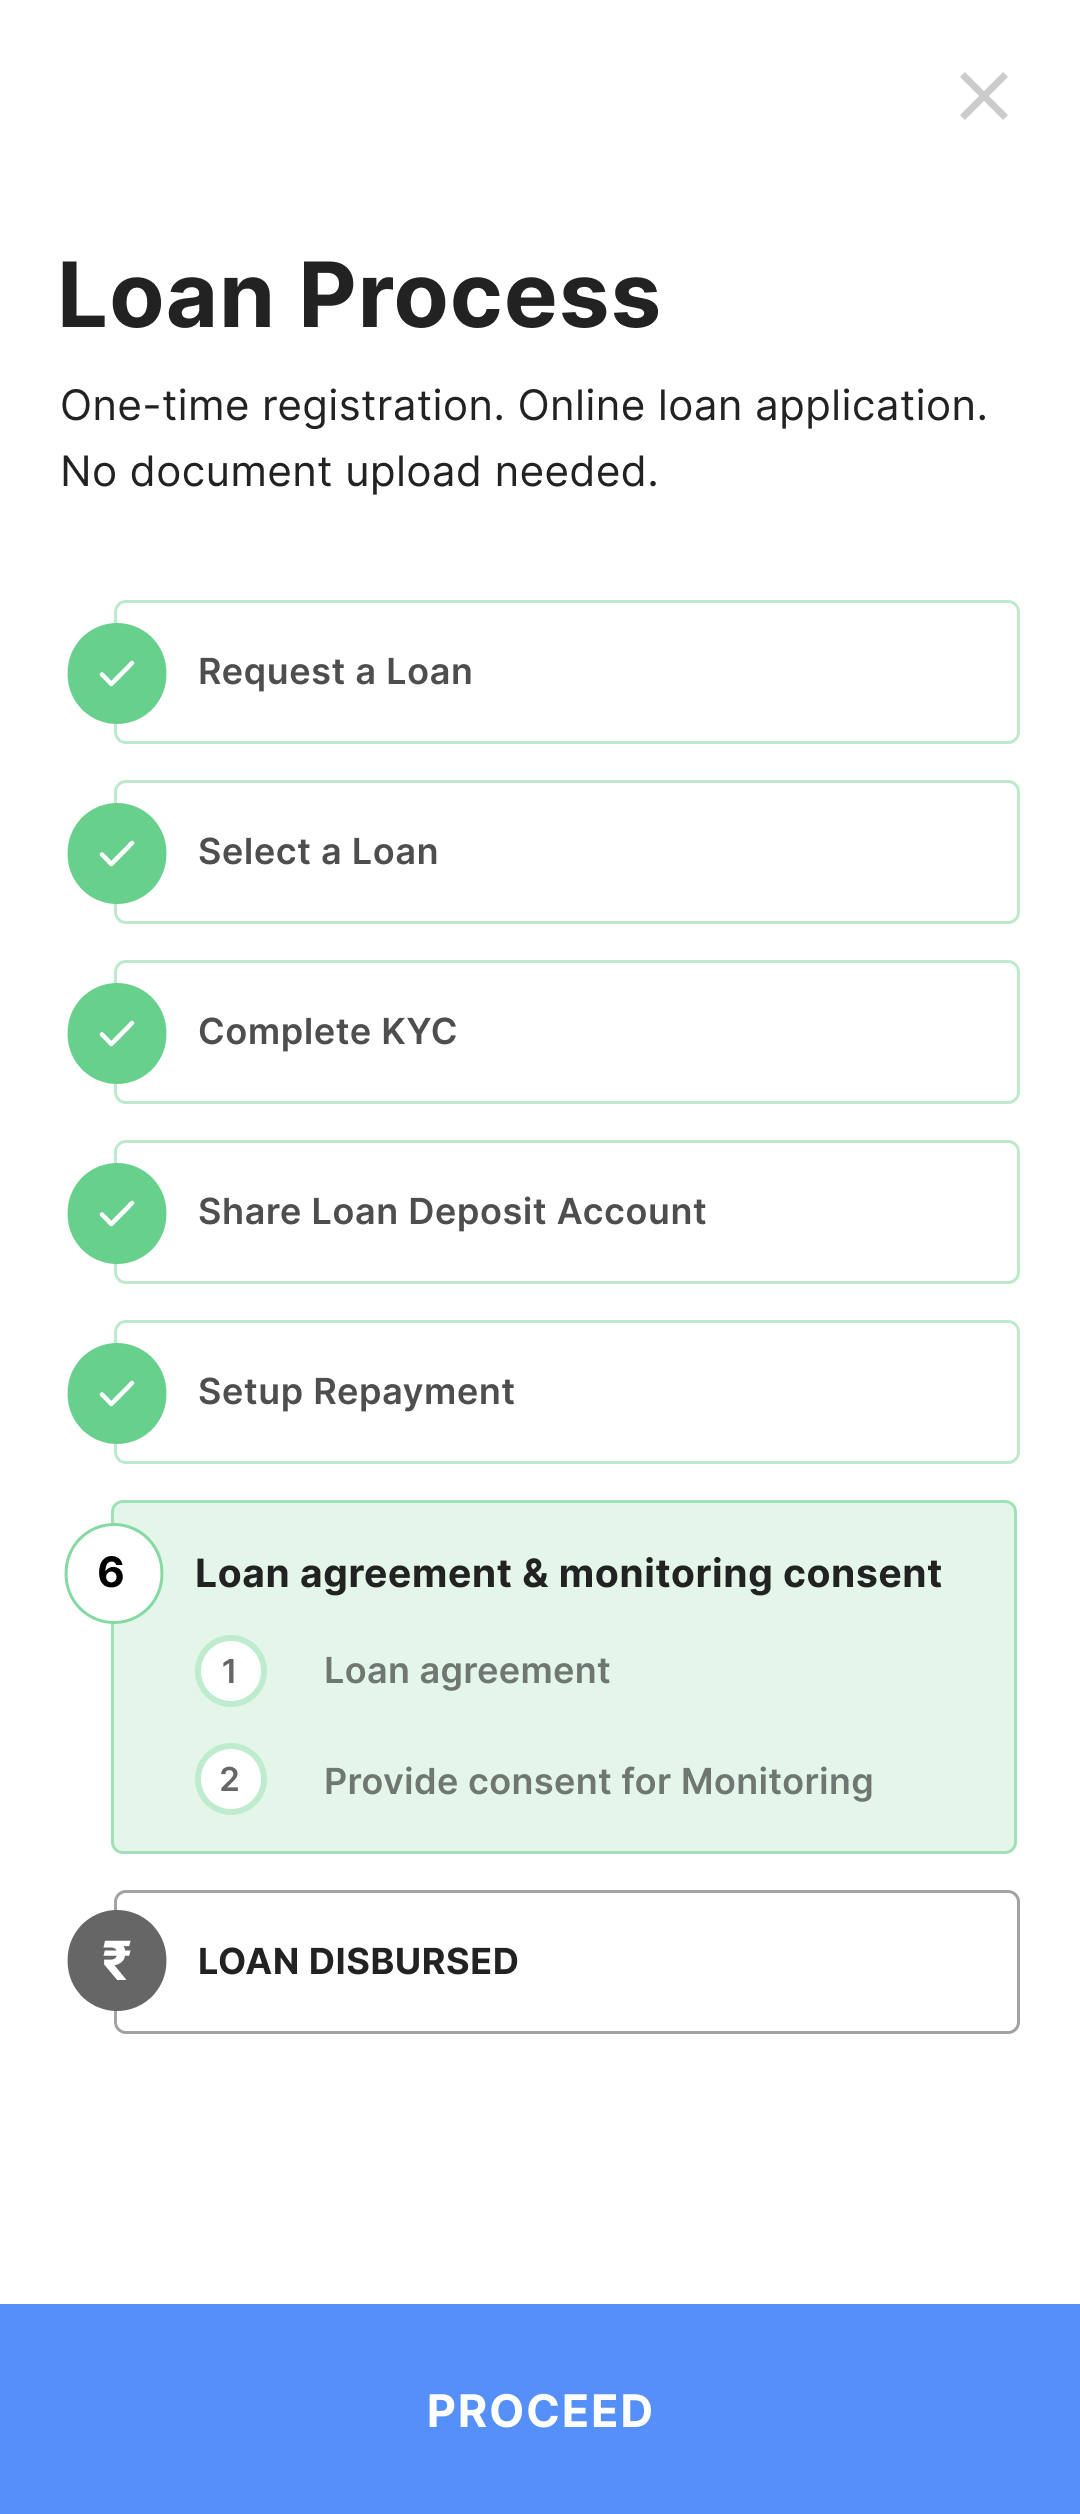 Loan Process
One-time registration. Online loan application.
No document upload needed.
Request a Loan
Select a Loan
Complete KYC
Share Loan Deposit Account
Setup Repayment
6 Loan agreement & monitoring consent
1 Loan agreement
2 Provide consent for Monitoring
₹ LOAN DISBURSED
PROCEED